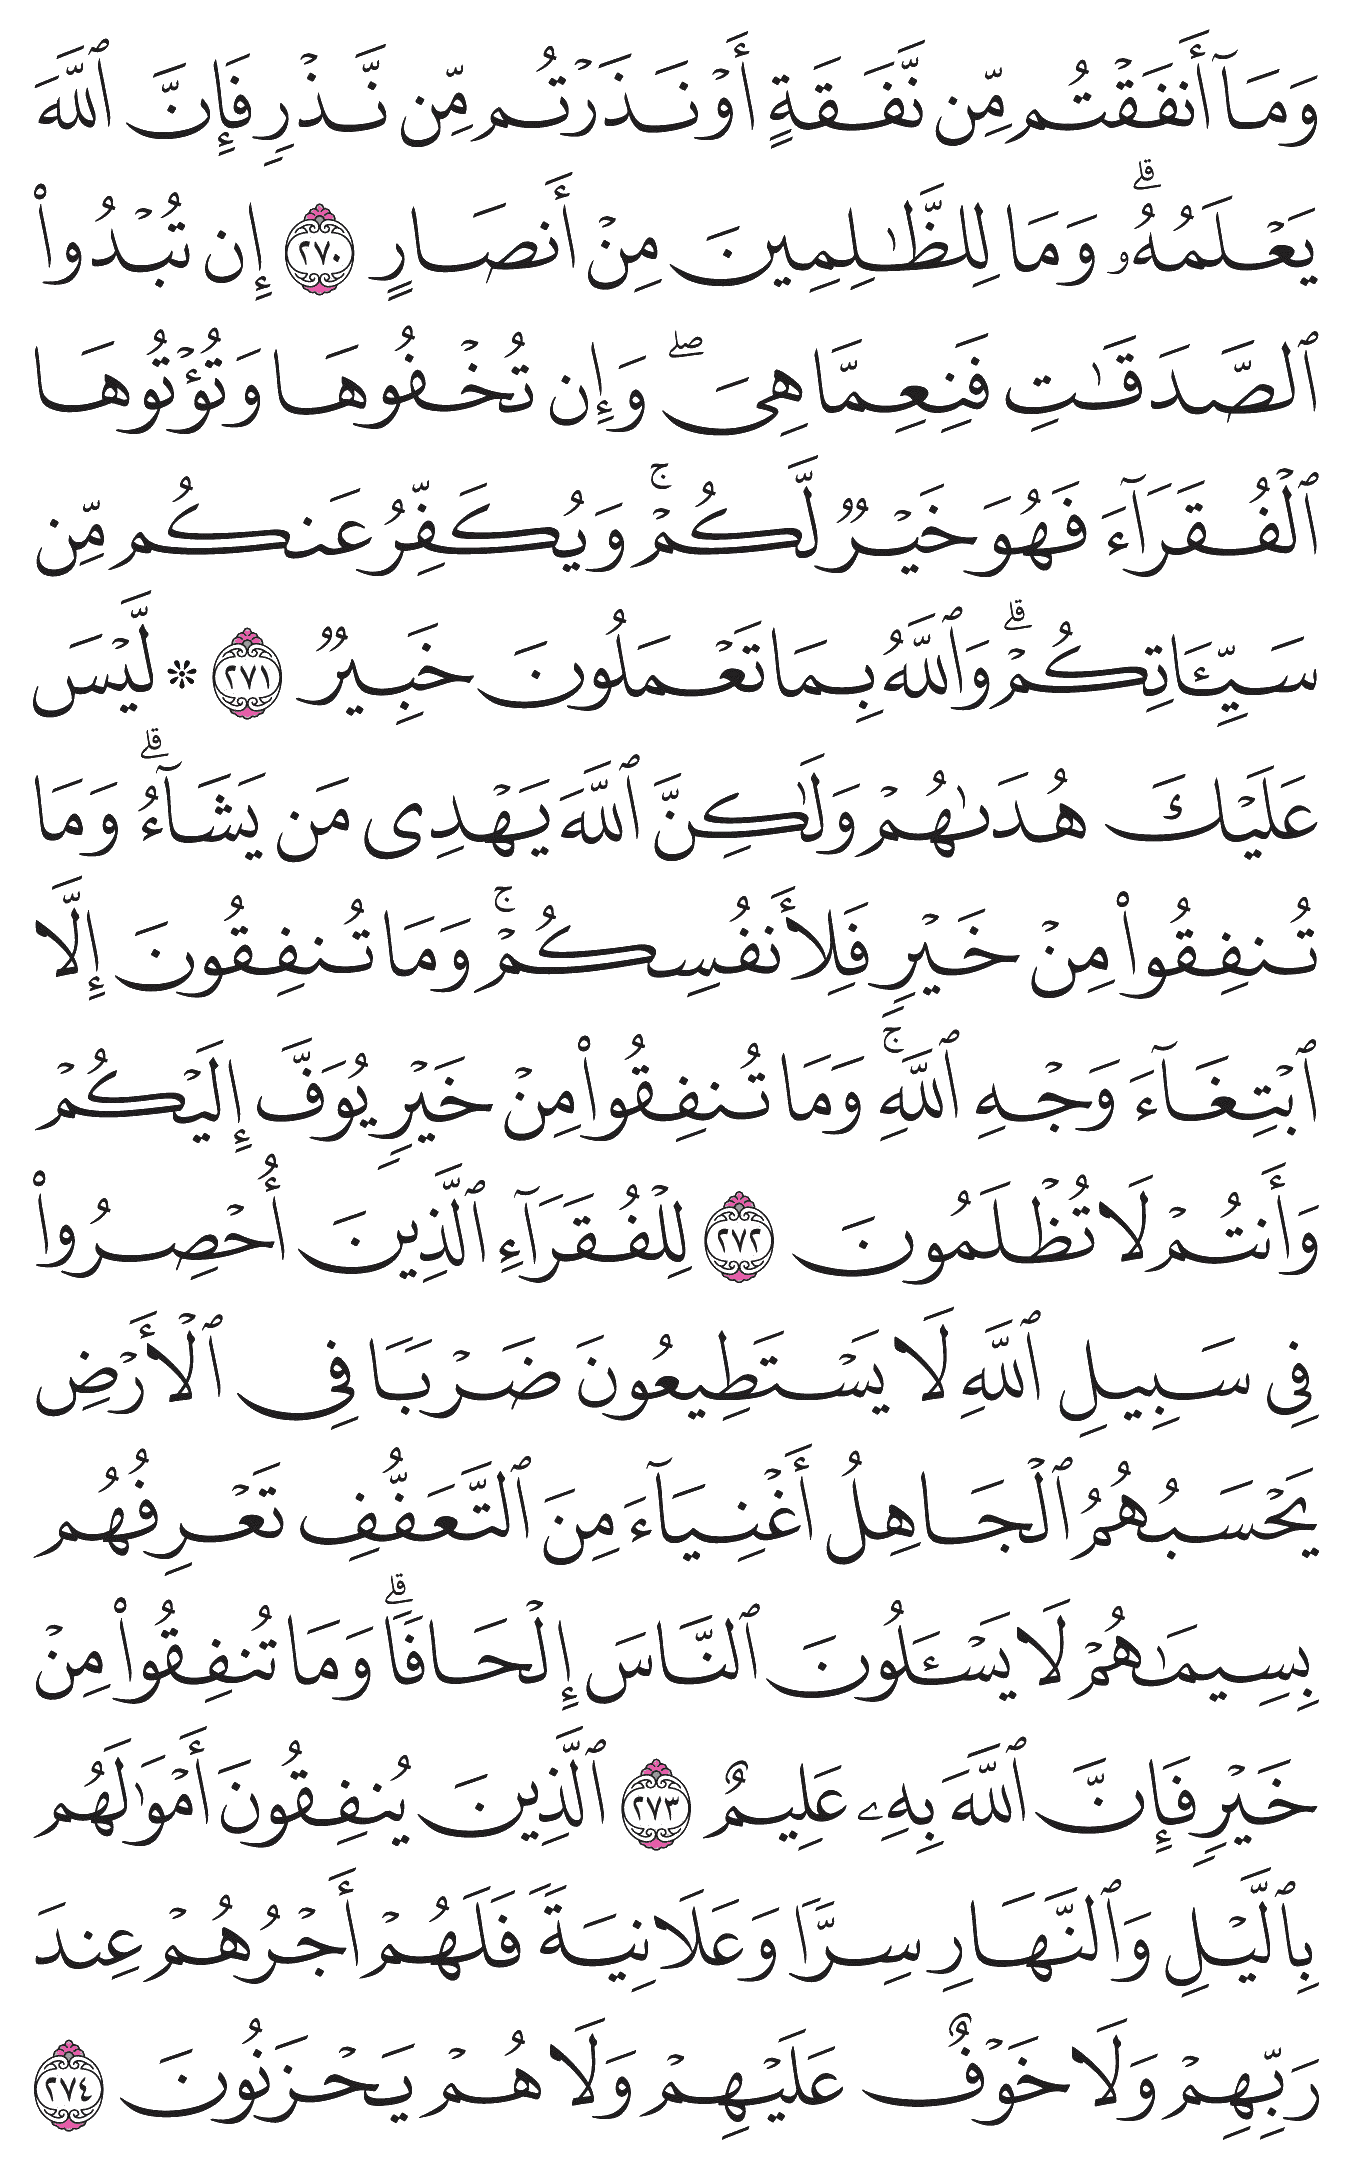 وَمَآ أَنفَقْتُم مِّن نَّفَقَةٍ أَوْ نَذَرْتُم مِّن نَّذْرٍ فَإِنَّ ٱللَّهَ
يَعْلَمُهُۥ ۗ وَمَا لِلظَّـٰلِمِينَ مِنْ أَنصَارٍ ٢٧٠ إِن تُبْدُوا۟
ٱلصَّدَقَـٰتِ فَنِعِمَّا هِىَ ۖ وَإِن تُخْفُوهَا وَتُؤْتُوهَا
ٱلْفُقَرَآءَ فَهُوَ خَيْرٌ لَّكُمْ ۚ وَيُكَفِّرُ عَنكُم مِّن
سَيِّـَٔاتِكُمْ ۗ وَٱللَّهُ بِمَا تَعْمَلُونَ خَبِيرٌ ٢٧١ ۞ لَّيْسَ
عَلَيْكَ هُدَىٰهُمْ وَلَـٰكِنَّ ٱللَّهَ يَهْدِى مَن يَشَآءُ ۗ وَمَا
تُنفِقُوا۟ مِنْ خَيْرٍ فَلِأَنفُسِكُمْ ۚ وَمَا تُنفِقُونَ إِلَّا
ٱبْتِغَآءَ وَجْهِ ٱللَّهِ ۚ وَمَا تُنفِقُوا۟ مِنْ خَيْرٍ يُوَفَّ إِلَيْكُمْ
وَأَنتُمْ لَا تُظْلَمُونَ ٢٧٢ لِلْفُقَرَآءِ ٱلَّذِينَ أُحْصِرُوا۟
فِى سَبِيلِ ٱللَّهِ لَا يَسْتَطِيعُونَ ضَرْبًا فِى ٱلْأَرْضِ
يَحْسَبُهُمُ ٱلْجَاهِلُ أَغْنِيَآءَ مِنَ ٱلتَّعَفُّفِ تَعْرِفُهُم
بِسِيمَـٰهُمْ لَا يَسْـَٔلُونَ ٱلنَّاسَ إِلْحَافًا ۗ وَمَا تُنفِقُوا۟ مِنْ
خَيْرٍ فَإِنَّ ٱللَّهَ بِهِۦ عَلِيمٌ ٢٧٣ ٱلَّذِينَ يُنفِقُونَ أَمْوَٰلَهُم
بِٱلَّيْلِ وَٱلنَّهَارِ سِرًّا وَعَلَانِيَةً فَلَهُمْ أَجْرُهُمْ عِندَ
رَبِّهِمْ وَلَا خَوْفٌ عَلَيْهِمْ وَلَا هُمْ يَحْزَنُونَ ٢٧٤